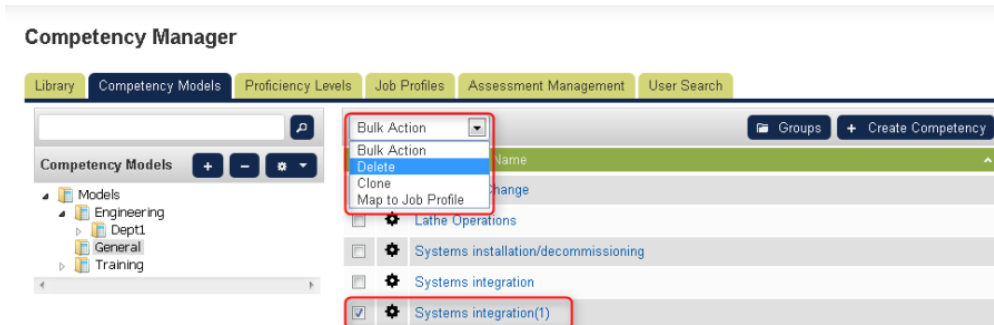 Competency Manager
Library Competency Models Proficiency Levels Job Profiles Assessment Management User Search
Bulk Action Groups + Create Competency
Competency Models + -
Bulk Action
Delete Name
Clone
Map to Job Profile
Models
Engineering
Dept1
General
Training
Change
Lathe Operations
Systems installation/decommissioning
Systems integration
Systems integration(1)